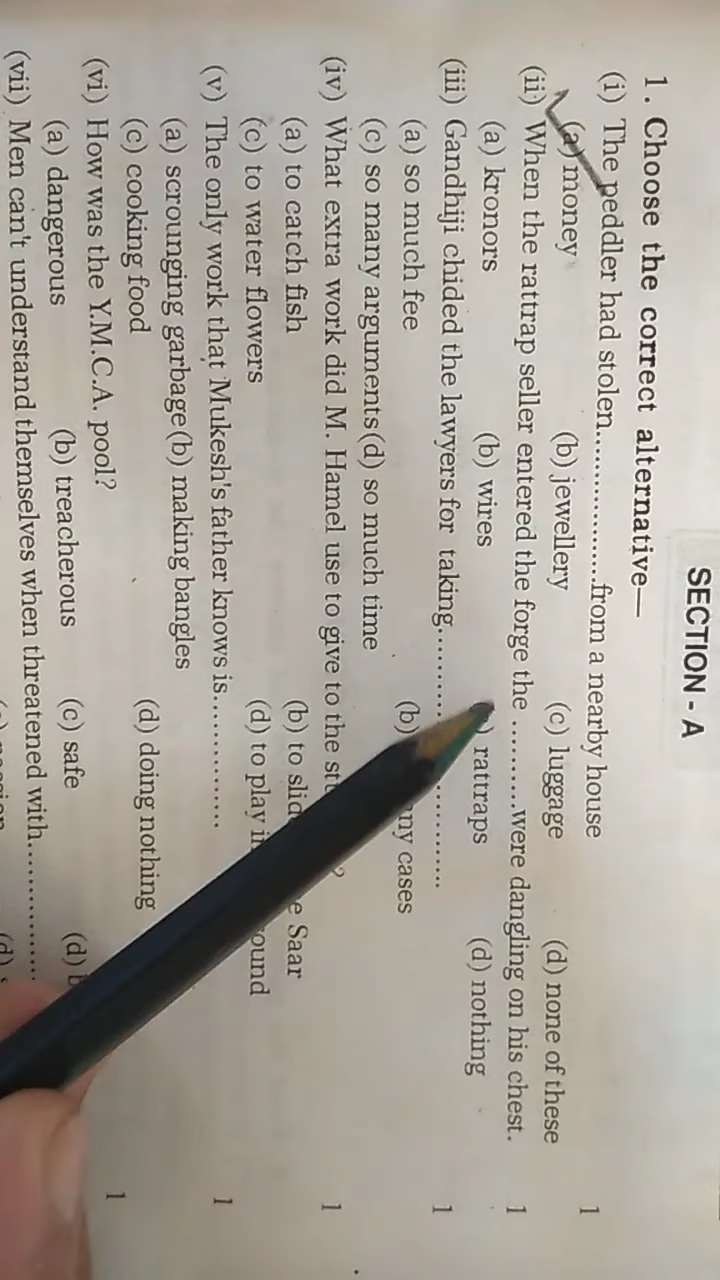 SECTION - A
1. Choose the correct alternative—
(i) The peddler had stolen...................from a nearby house 1
(a) money (b) jewellery (c) luggage (d) none of these
(ii) When the rattrap seller entered the forge the ..........were dangling on his chest. 1
(a) kronors (b) wires ) rattraps (d) nothing
(iii) Gandhiji chided the lawyers for taking.................... 1
(a) so much fee (b) cases
(c) so many arguments (d) so much time
(iv) What extra work did M. Hamel use to give to the ? 1
(a) to catch fish (b) to Saar
(c) to water flowers (d) to play
(v) The only work that Mukesh's father knows is............... 1
(a) scrounging garbage (b) making bangles
(c) cooking food (d) doing nothing
(vi) How was the Y.M.C.A. pool? 1
(a) dangerous (b) treacherous (c) safe (d)
(vii) Men can't understand themselves when threatened with...............